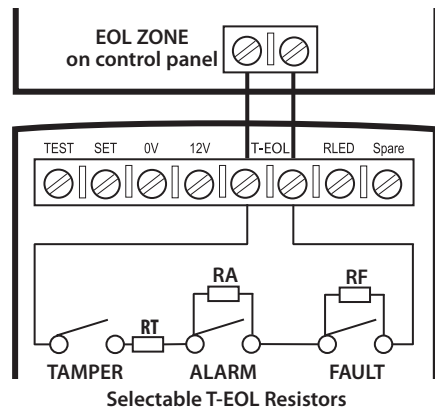 EOL ZONE
on control panel
TEST SET 0V 12V T-EOL RLED Spare
RA RF
RT
TAMPER ALARM FAULT
Selectable T-EOL Resistors